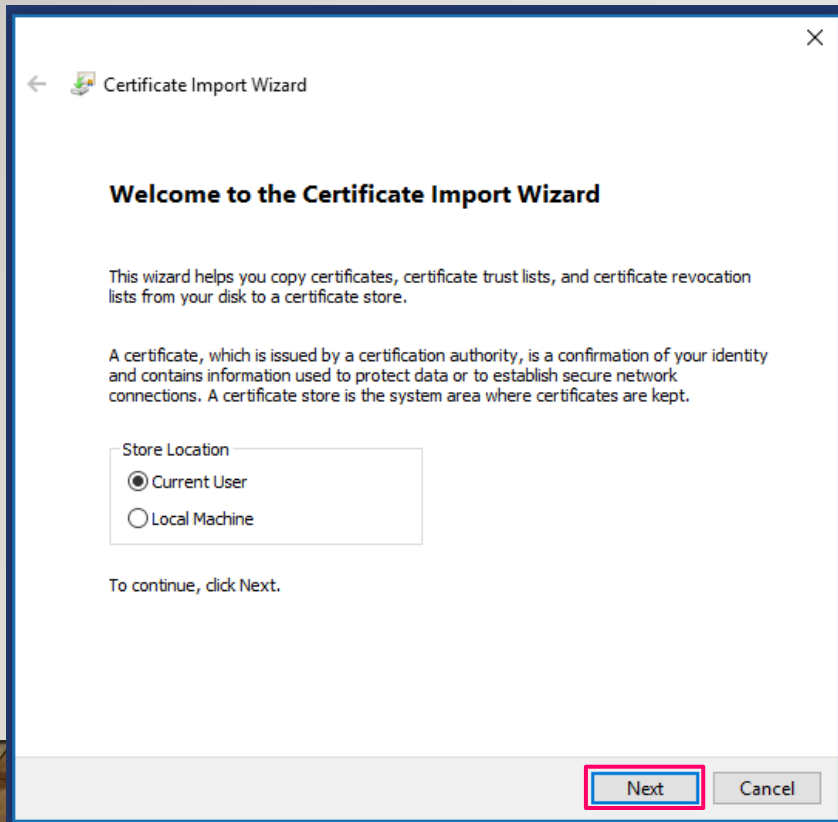 Certificate Import Wizard
Welcome to the Certificate Import Wizard
This wizard helps you copy certificates, certificate trust lists, and certificate revocation
lists from your disk to a certificate store.
A certificate, which is issued by a certification authority, is a confirmation of your identity
and contains information used to protect data or to establish secure network
connections. A certificate store is the system area where certificates are kept.
Store Location
Current User
Local Machine
To continue, click Next.
Next Cancel